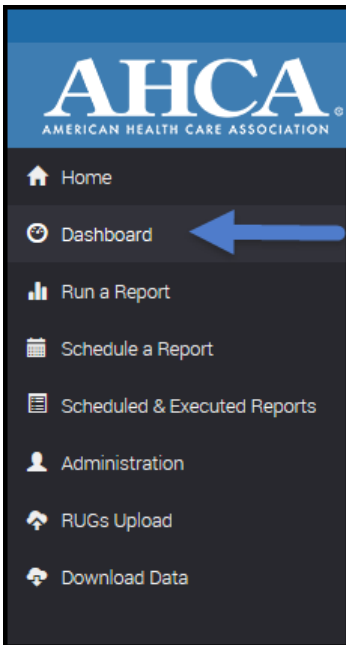 AHCA®
AMERICAN HEALTH CARE ASSOCIATION
Home
Dashboard
Run a Report
Schedule a Report
Scheduled & Executed Reports
Administration
RUGs Upload
Download Data